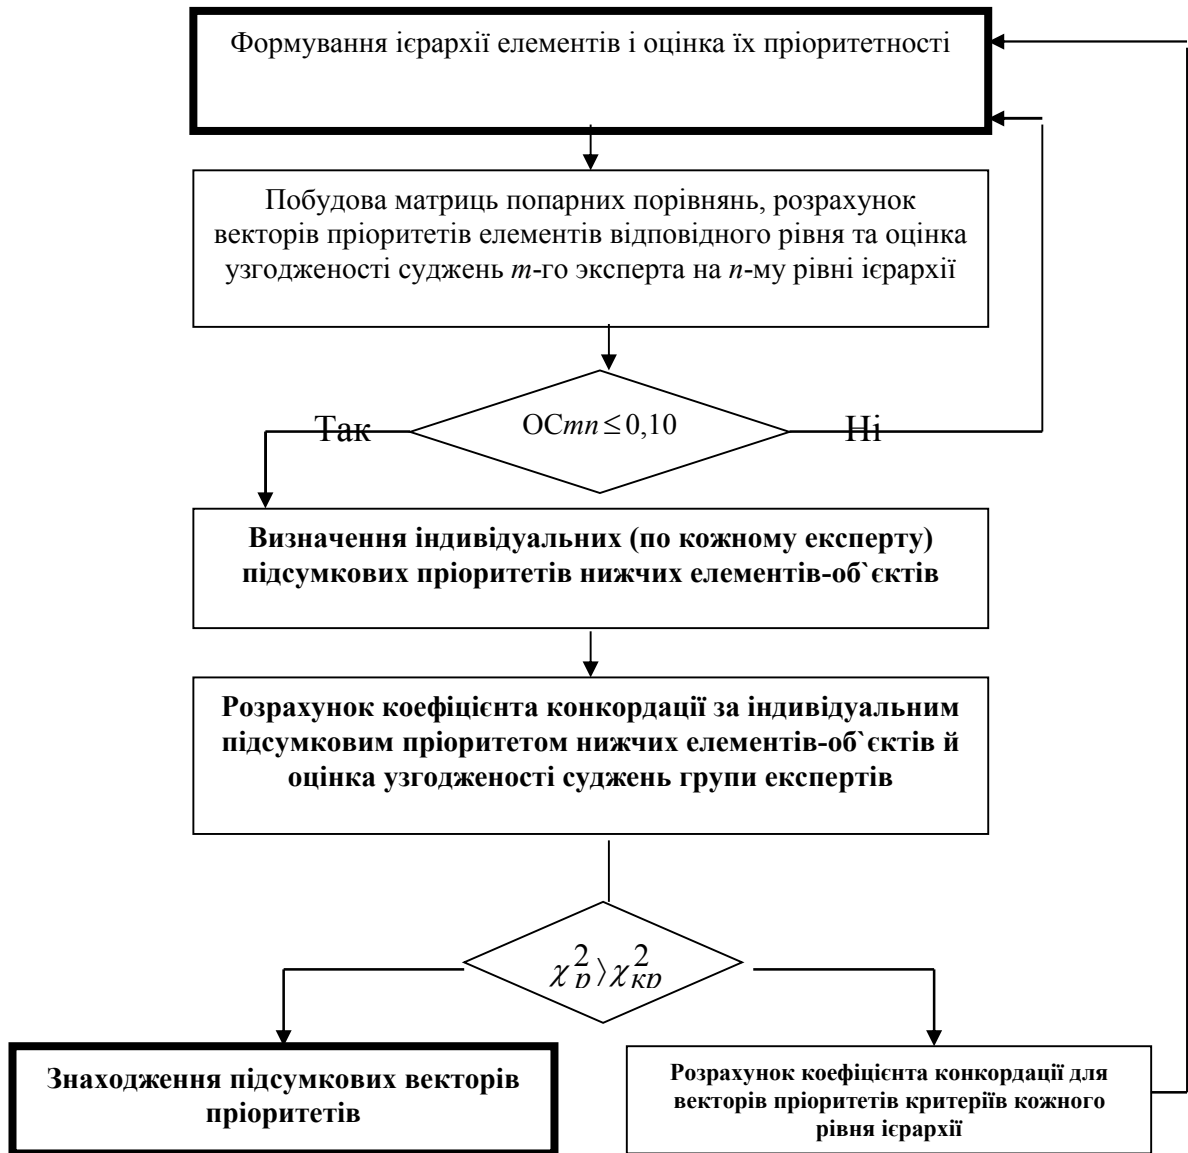 Формування ієрархії елементів і оцінка їх пріоритетності
Побудова матриць попарних порівнянь, розрахунок
векторів пріоритетів елементів відповідного рівня та оцінка
узгодженості суджень m-го эксперта на n-му рівні ієрархії
Так
ОСmn ≤ 0,10
Ні
Визначення індивідуальних (по кожному експерту)
підсумкових пріоритетів нижчих елементів-об`єктів
Розрахунок коефіцієнта конкордації за індивідуальним
підсумковим пріоритетом нижчих елементів-об`єктів й
оцінка узгодженості суджень групи експертів
χ²р ⟩ χ²кр
Знаходження підсумкових векторів
пріоритетів
Розрахунок коефіцієнта конкордації для
векторів пріоритетів критеріїв кожного
рівня ієрархії